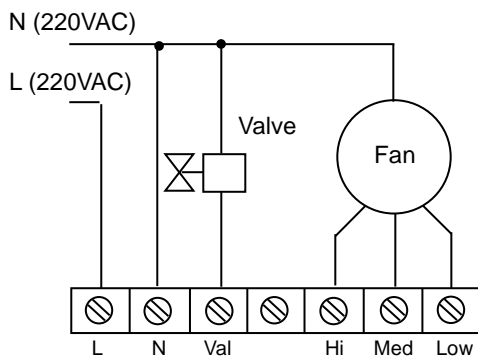 N (220VAC)
L (220VAC)
Valve
Fan
L N Val Hi Med Low